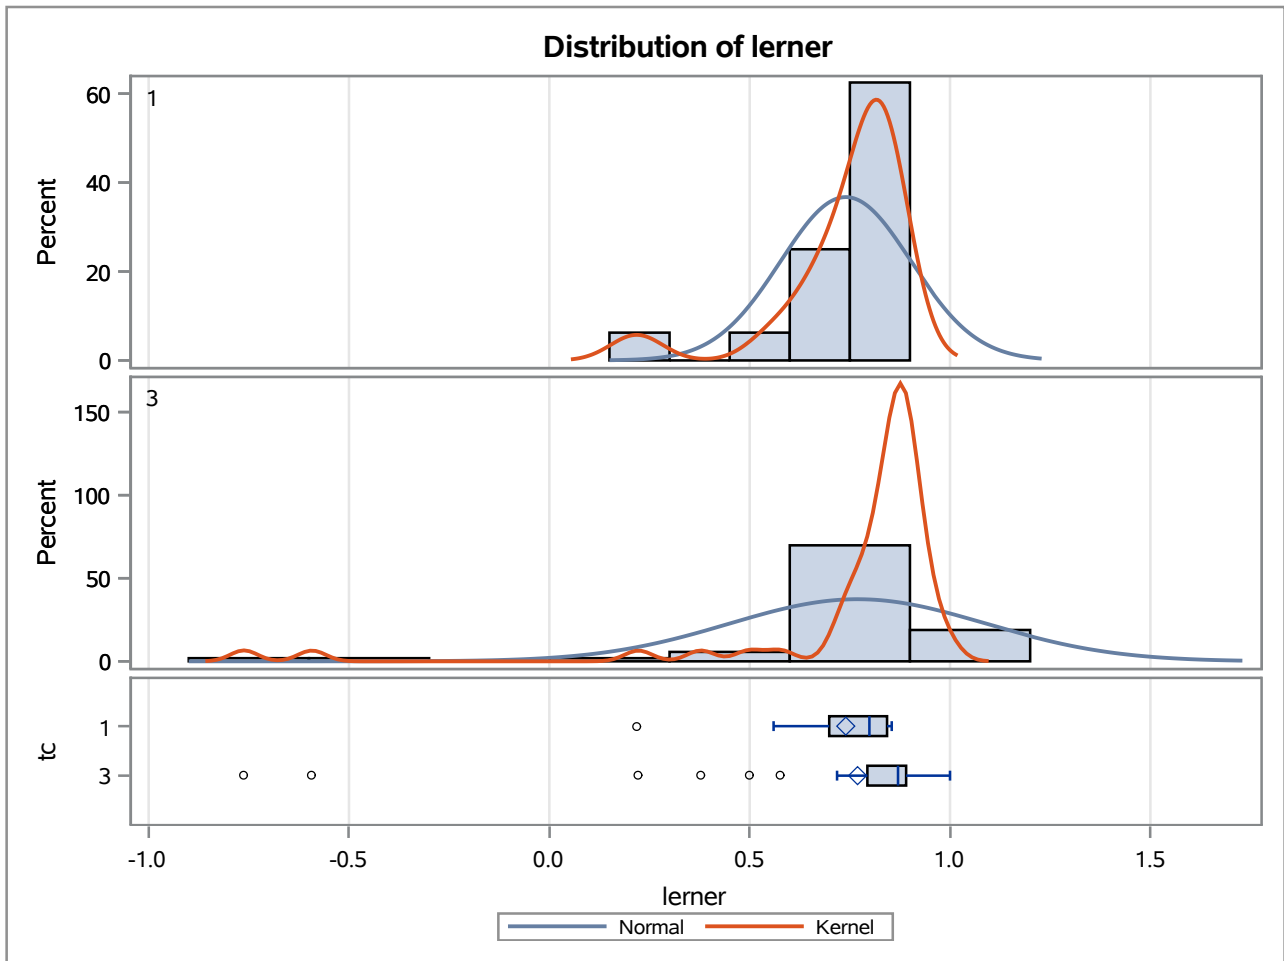 Distribution of lerner
1
Percent
60
40
20
0
3
Percent
150
100
50
0
tc
1
3
-1.0 -0.5 0.0 0.5 1.0 1.5
lerner
Normal Kernel